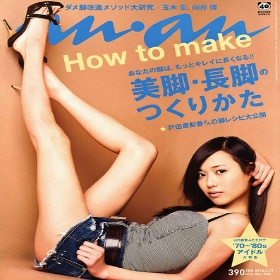 ダメ脚改造メソッド大研究／玉木 宏、向井 理
an・an
How to make
あなたの脚は、もっとキレイに長くなる!!
美脚・長脚の
つくりかた
★戸田恵梨香さんの脚レシピ大公開
'70〜'80s
アイドル
390